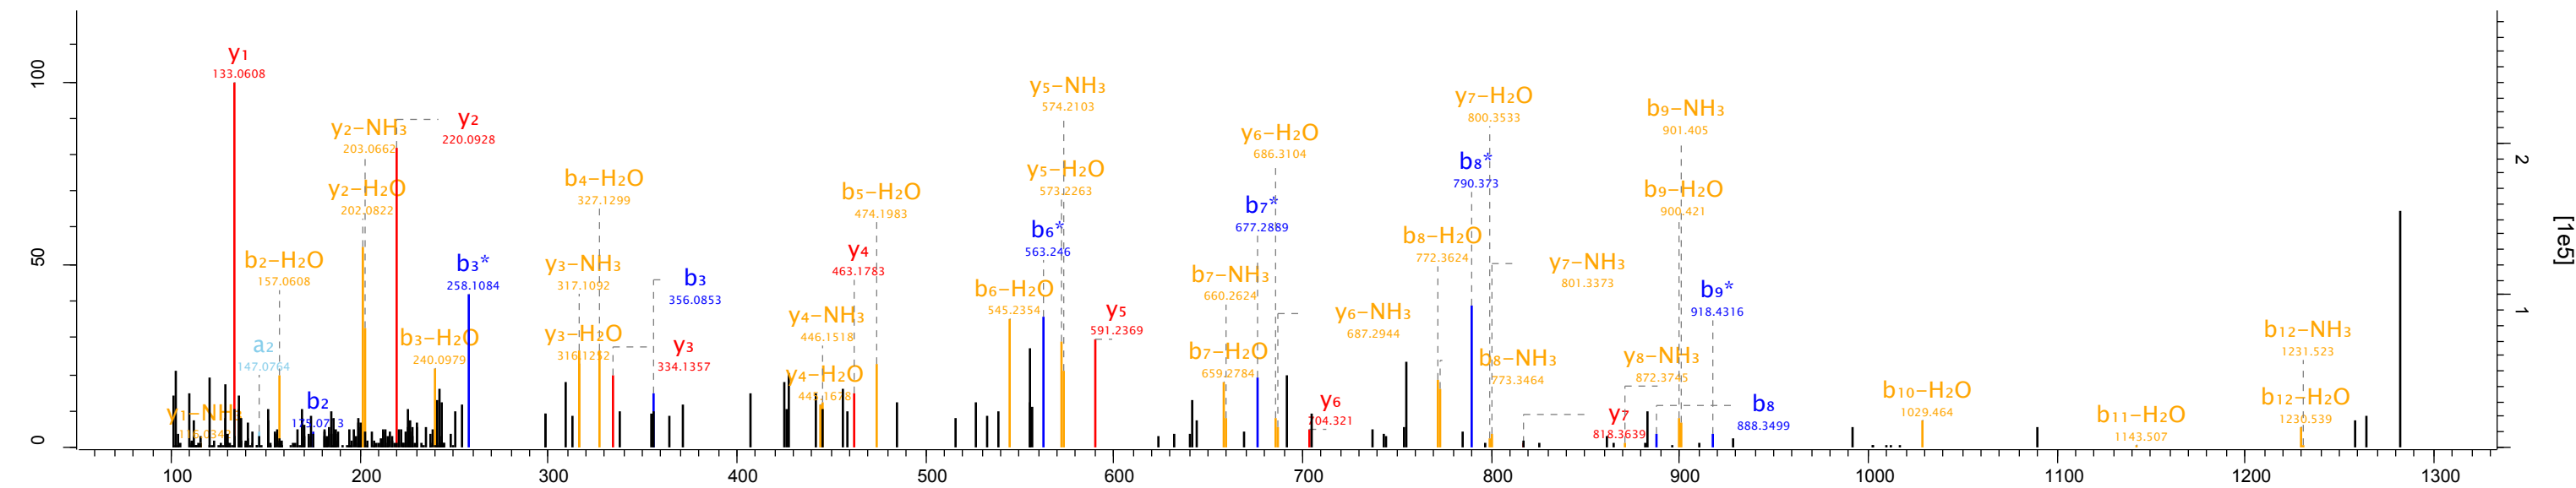 y₁
133.0608
y₂
220.0928
y₂–NH₃
203.0662
y₂–H₂O
202.0822
b₂–H₂O
157.0608
a₂
147.0764
b₂
y₁–NH₃
b₃*
258.1084
b₃–H₂O
240.0979
b₄–H₂O
327.1299
y₃–NH₃
317.1092
y₃–H₂O
316.1252
b₃
356.0853
y₃
334.1357
b₅–H₂O
474.1983
y₄
463.1783
y₄–NH₃
446.1518
y₄–H₂O
y₅–NH₃
574.2103
y₅–H₂O
573.2263
b₆*
563.246
b₆–H₂O
545.2354
y₅
591.2369
y₆–H₂O
686.3104
b₇*
677.2889
b₇–NH₃
660.2624
b₇–H₂O
659.2784
y₆–NH₃
687.2944
y₆
704.321
y₇–H₂O
800.3533
b₈*
790.373
b₈–H₂O
772.3624
y₇–NH₃
801.3373
b₈–NH₃
773.3464
y₇
818.3639
b₉–NH₃
901.405
b₉–H₂O
900.421
b₉*
918.4316
y₈–NH₃
872.3745
b₈
888.3499
b₁₀–H₂O
1029.464
b₁₁–H₂O
1143.507
b₁₂–NH₃
1231.523
b₁₂–H₂O
1230.539
100
50
0
2
1
[1e5]
100 200 300 400 500 600 700 800 900 1000 1100 1200 1300